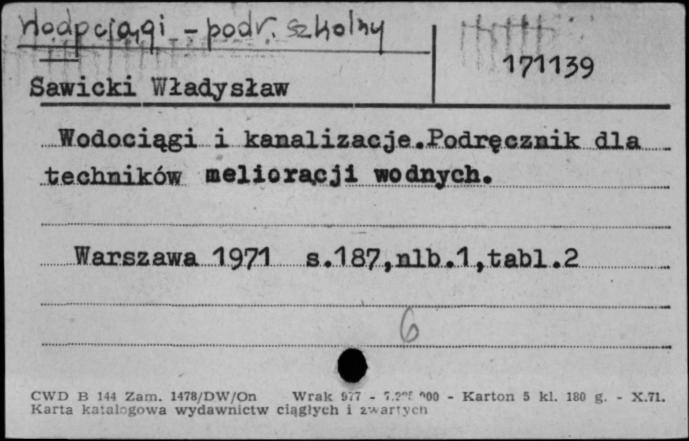 Wodociągi - podr. szkolny
171139
Sawicki Władysław
Wodociągi i kanalizacje.Podręcznik dla
techników melioracji wodnych.
Warszawa 1971 s.187,nlb.1,tabl.2
6
CWD B 144 Zam. 1478/DW/On Wrak 977 - - Karton 5 kl. 180 g. - X.71.
Karta katalogowa wydawnictw ciągłych i zwartych